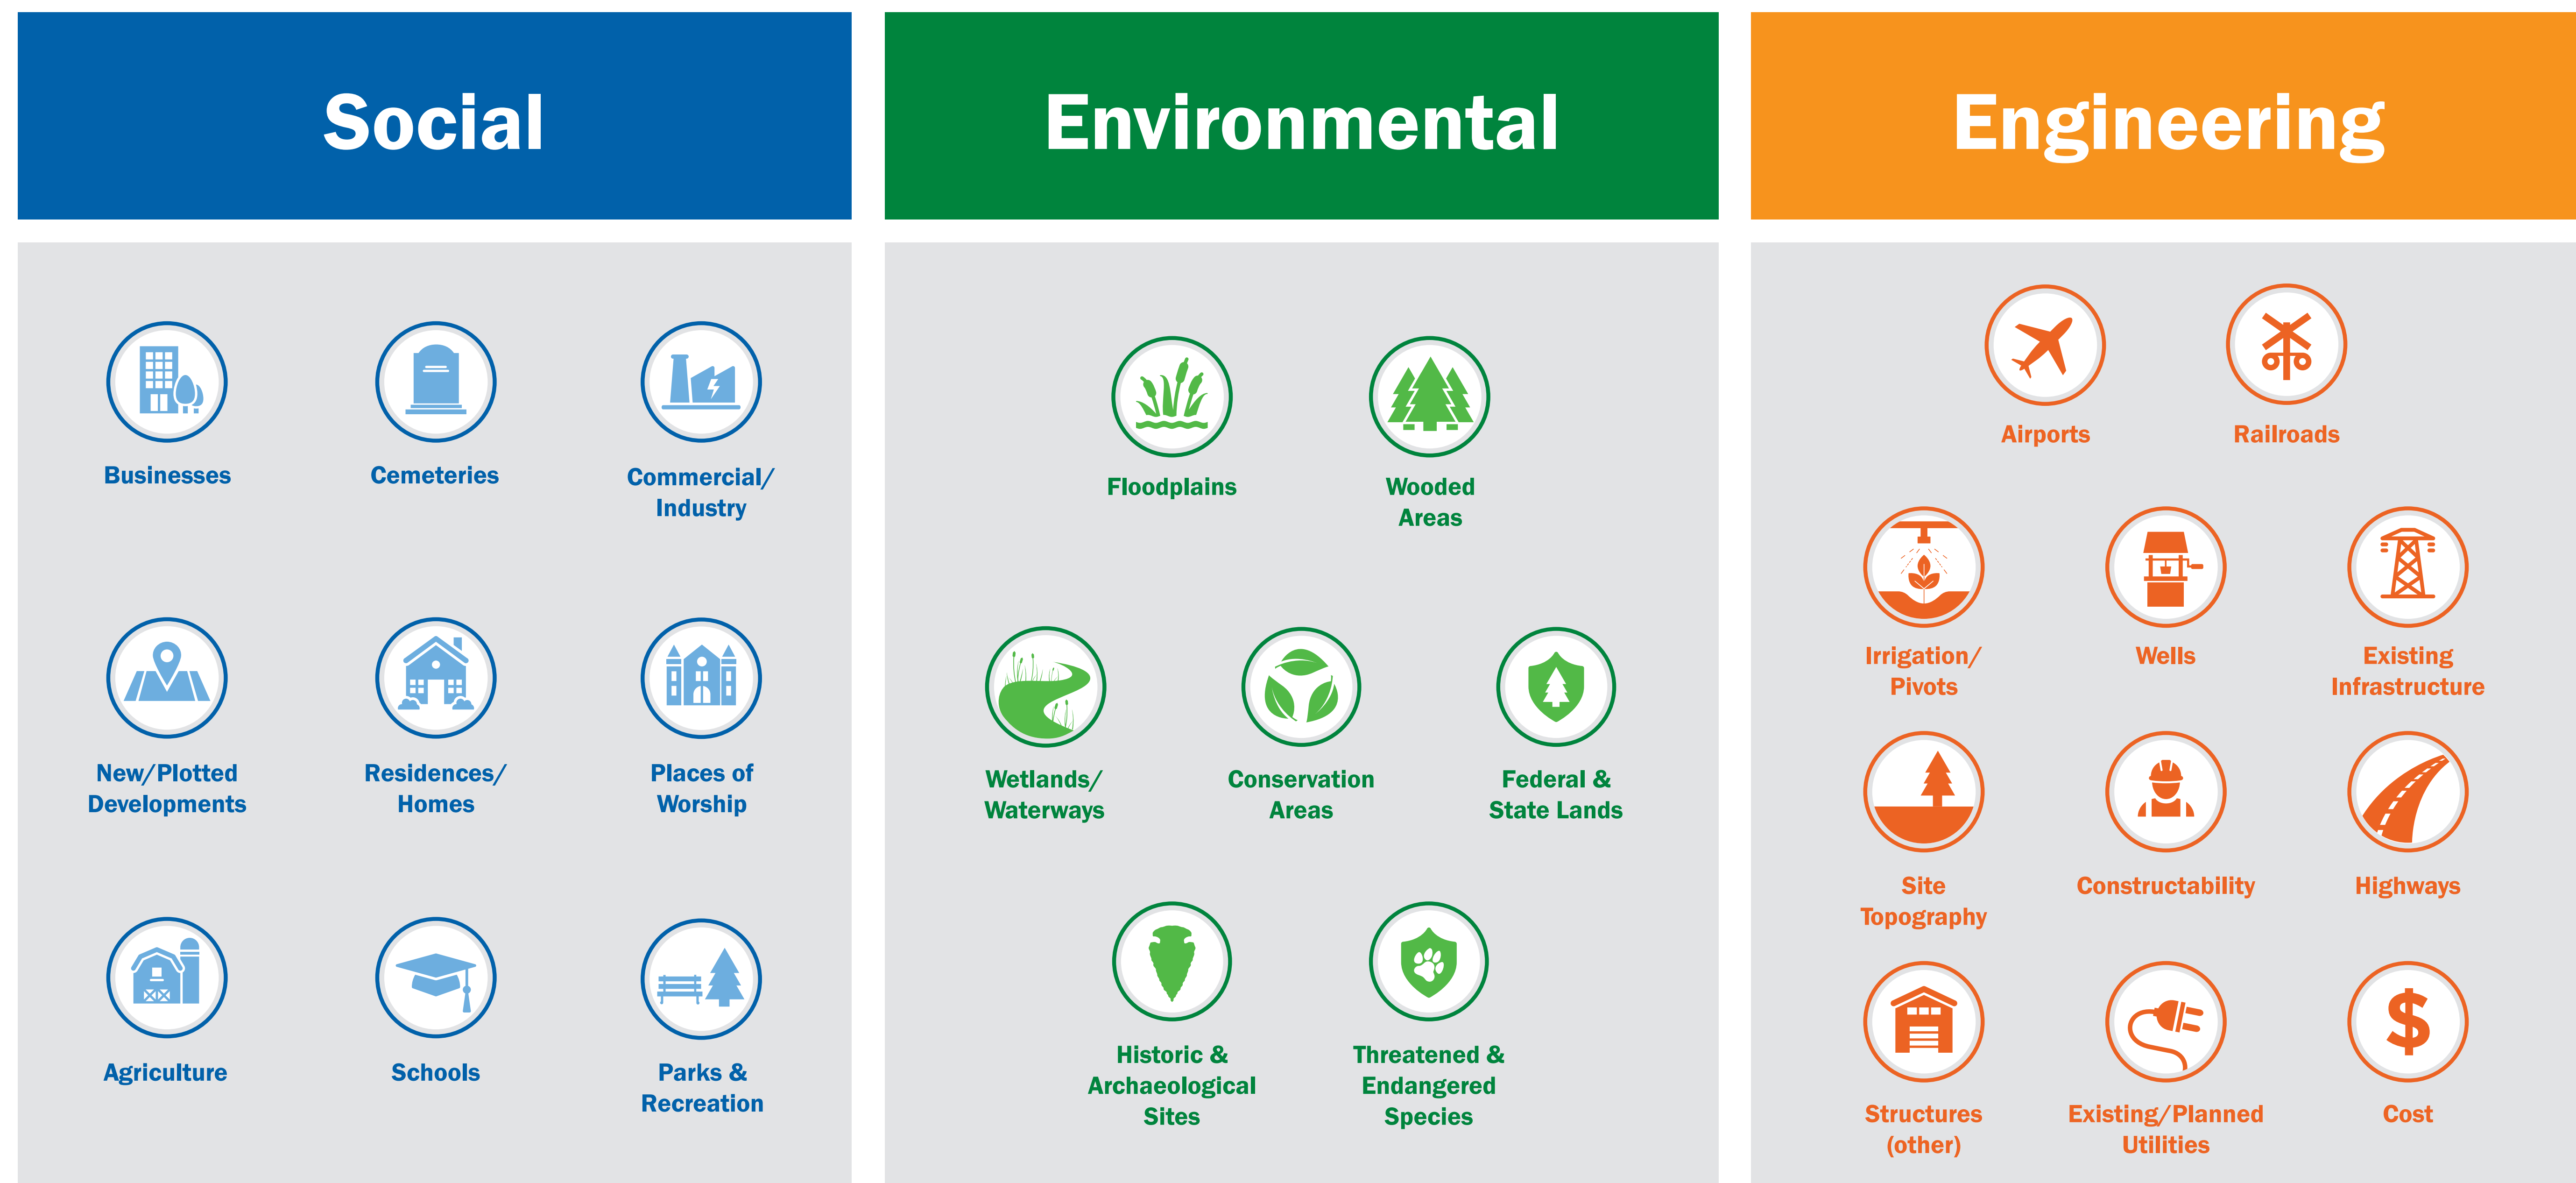 Social
Businesses
Cemeteries
Commercial/
Industry
New/Plotted
Developments
Residences/
Homes
Places of
Worship
Agriculture
Schools
Parks &
Recreation
Environmental
Floodplains
Wooded
Areas
Wetlands/
Waterways
Conservation
Areas
Federal &
State Lands
Historic &
Archaeological
Sites
Threatened &
Endangered
Species
Engineering
Airports
Railroads
Irrigation/
Pivots
Wells
Existing
Infrastructure
Site
Topography
Constructability
Highways
Structures
(other)
Existing/Planned
Utilities
$
Cost